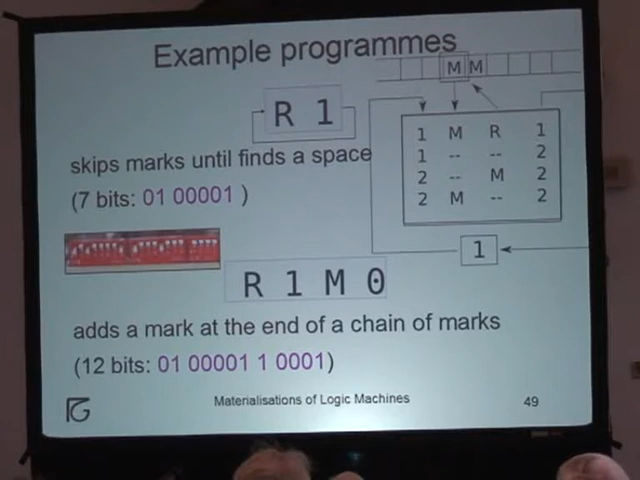 Example programmes
M M
R 1
1 M R 1
1 -- -- 2
2 -- M 2
2 M -- 2
skips marks until finds a space
(7 bits: 01 00001 )
1
R 1 M 0
adds a mark at the end of a chain of marks
(12 bits: 01 00001 1 0001)
Materialisations of Logic Machines
49